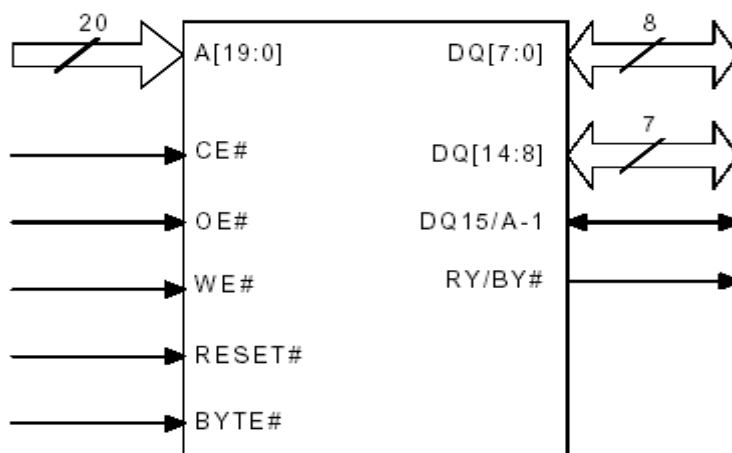 20
8
A[19:0]
DQ[7:0]
7
CE#
DQ[14:8]
OE#
DQ15/A-1
WE#
RY/BY#
RESET#
BYTE#